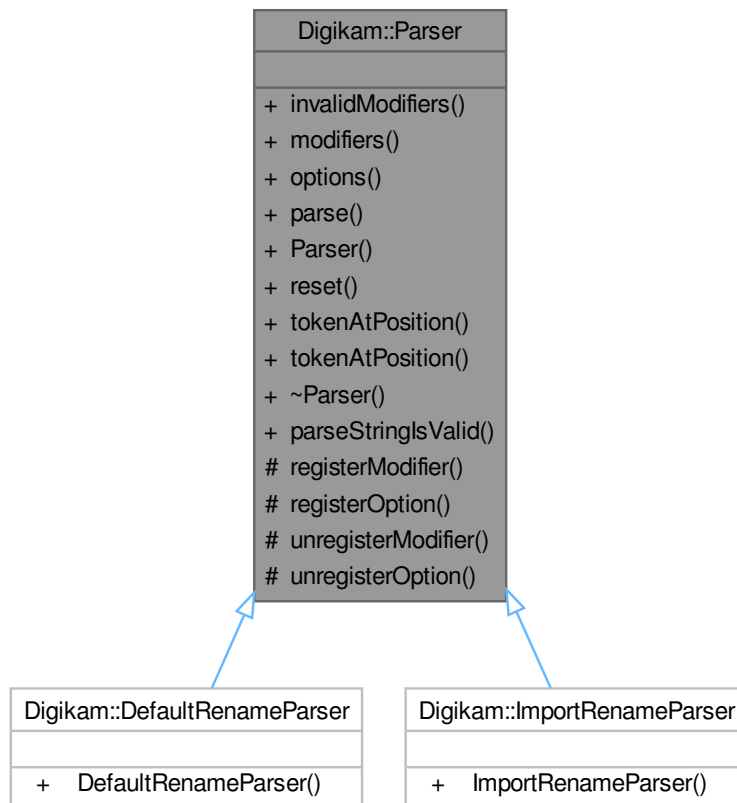 Digikam::Parser
+ invalidModifiers()
+ modifiers()
+ options()
+ parse()
+ Parser()
+ reset()
+ tokenAtPosition()
+ tokenAtPosition()
+ ~Parser()
+ parseStringIsValid()
# registerModifier()
# registerOption()
# unregisterModifier()
# unregisterOption()
Digikam::DefaultRenameParser
+ DefaultRenameParser()
Digikam::ImportRenameParser
+ ImportRenameParser()